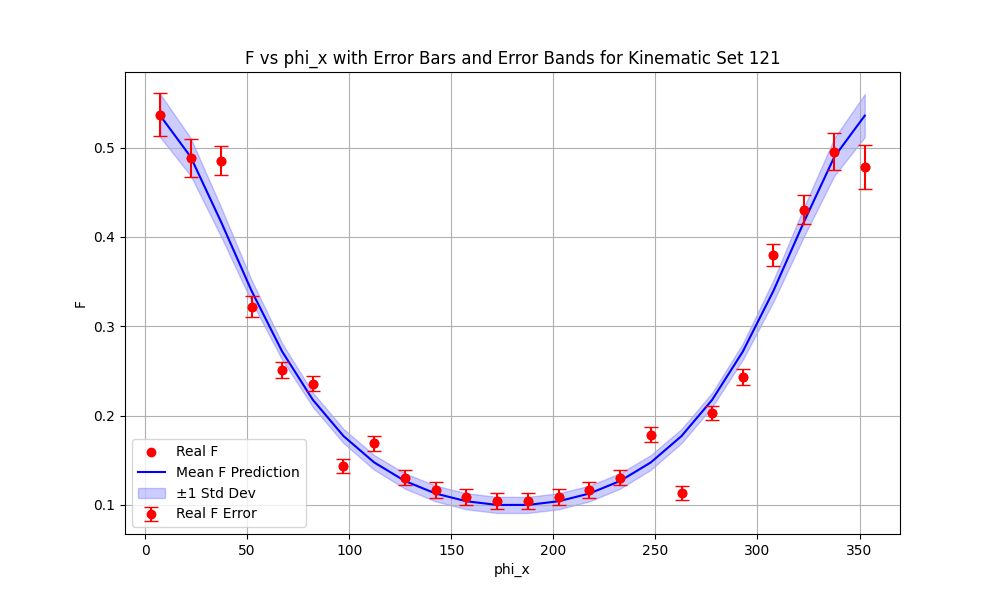 F vs phi_x with Error Bars and Error Bands for Kinematic Set 121
F
0.5
0.4
0.3
0.2
0.1
Real F
Mean F Prediction
±1 Std Dev
Real F Error
0 50 100 150 200 250 300 350
phi_x